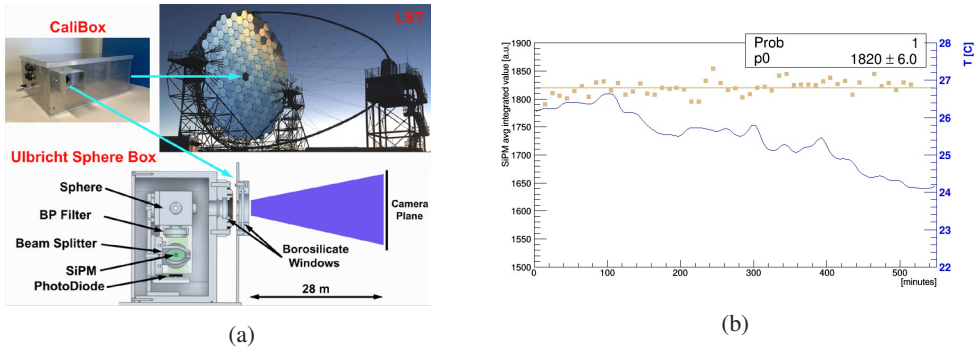 CaliBox
LST
Ulbricht Sphere Box
Sphere
BP Filter
Beam Splitter
SiPM
PhotoDiode
Borosilicate
Windows
Camera
Plane
28 m
(a)
Prob 1
p0 1820 ± 6.0
SiPM avg integrated value [a.u.]
1900
1850
1800
1750
1700
1650
1600
1550
1500
T [C]
28
27
26
25
24
23
22
0 100 200 300 400 500
[minutes]
(b)